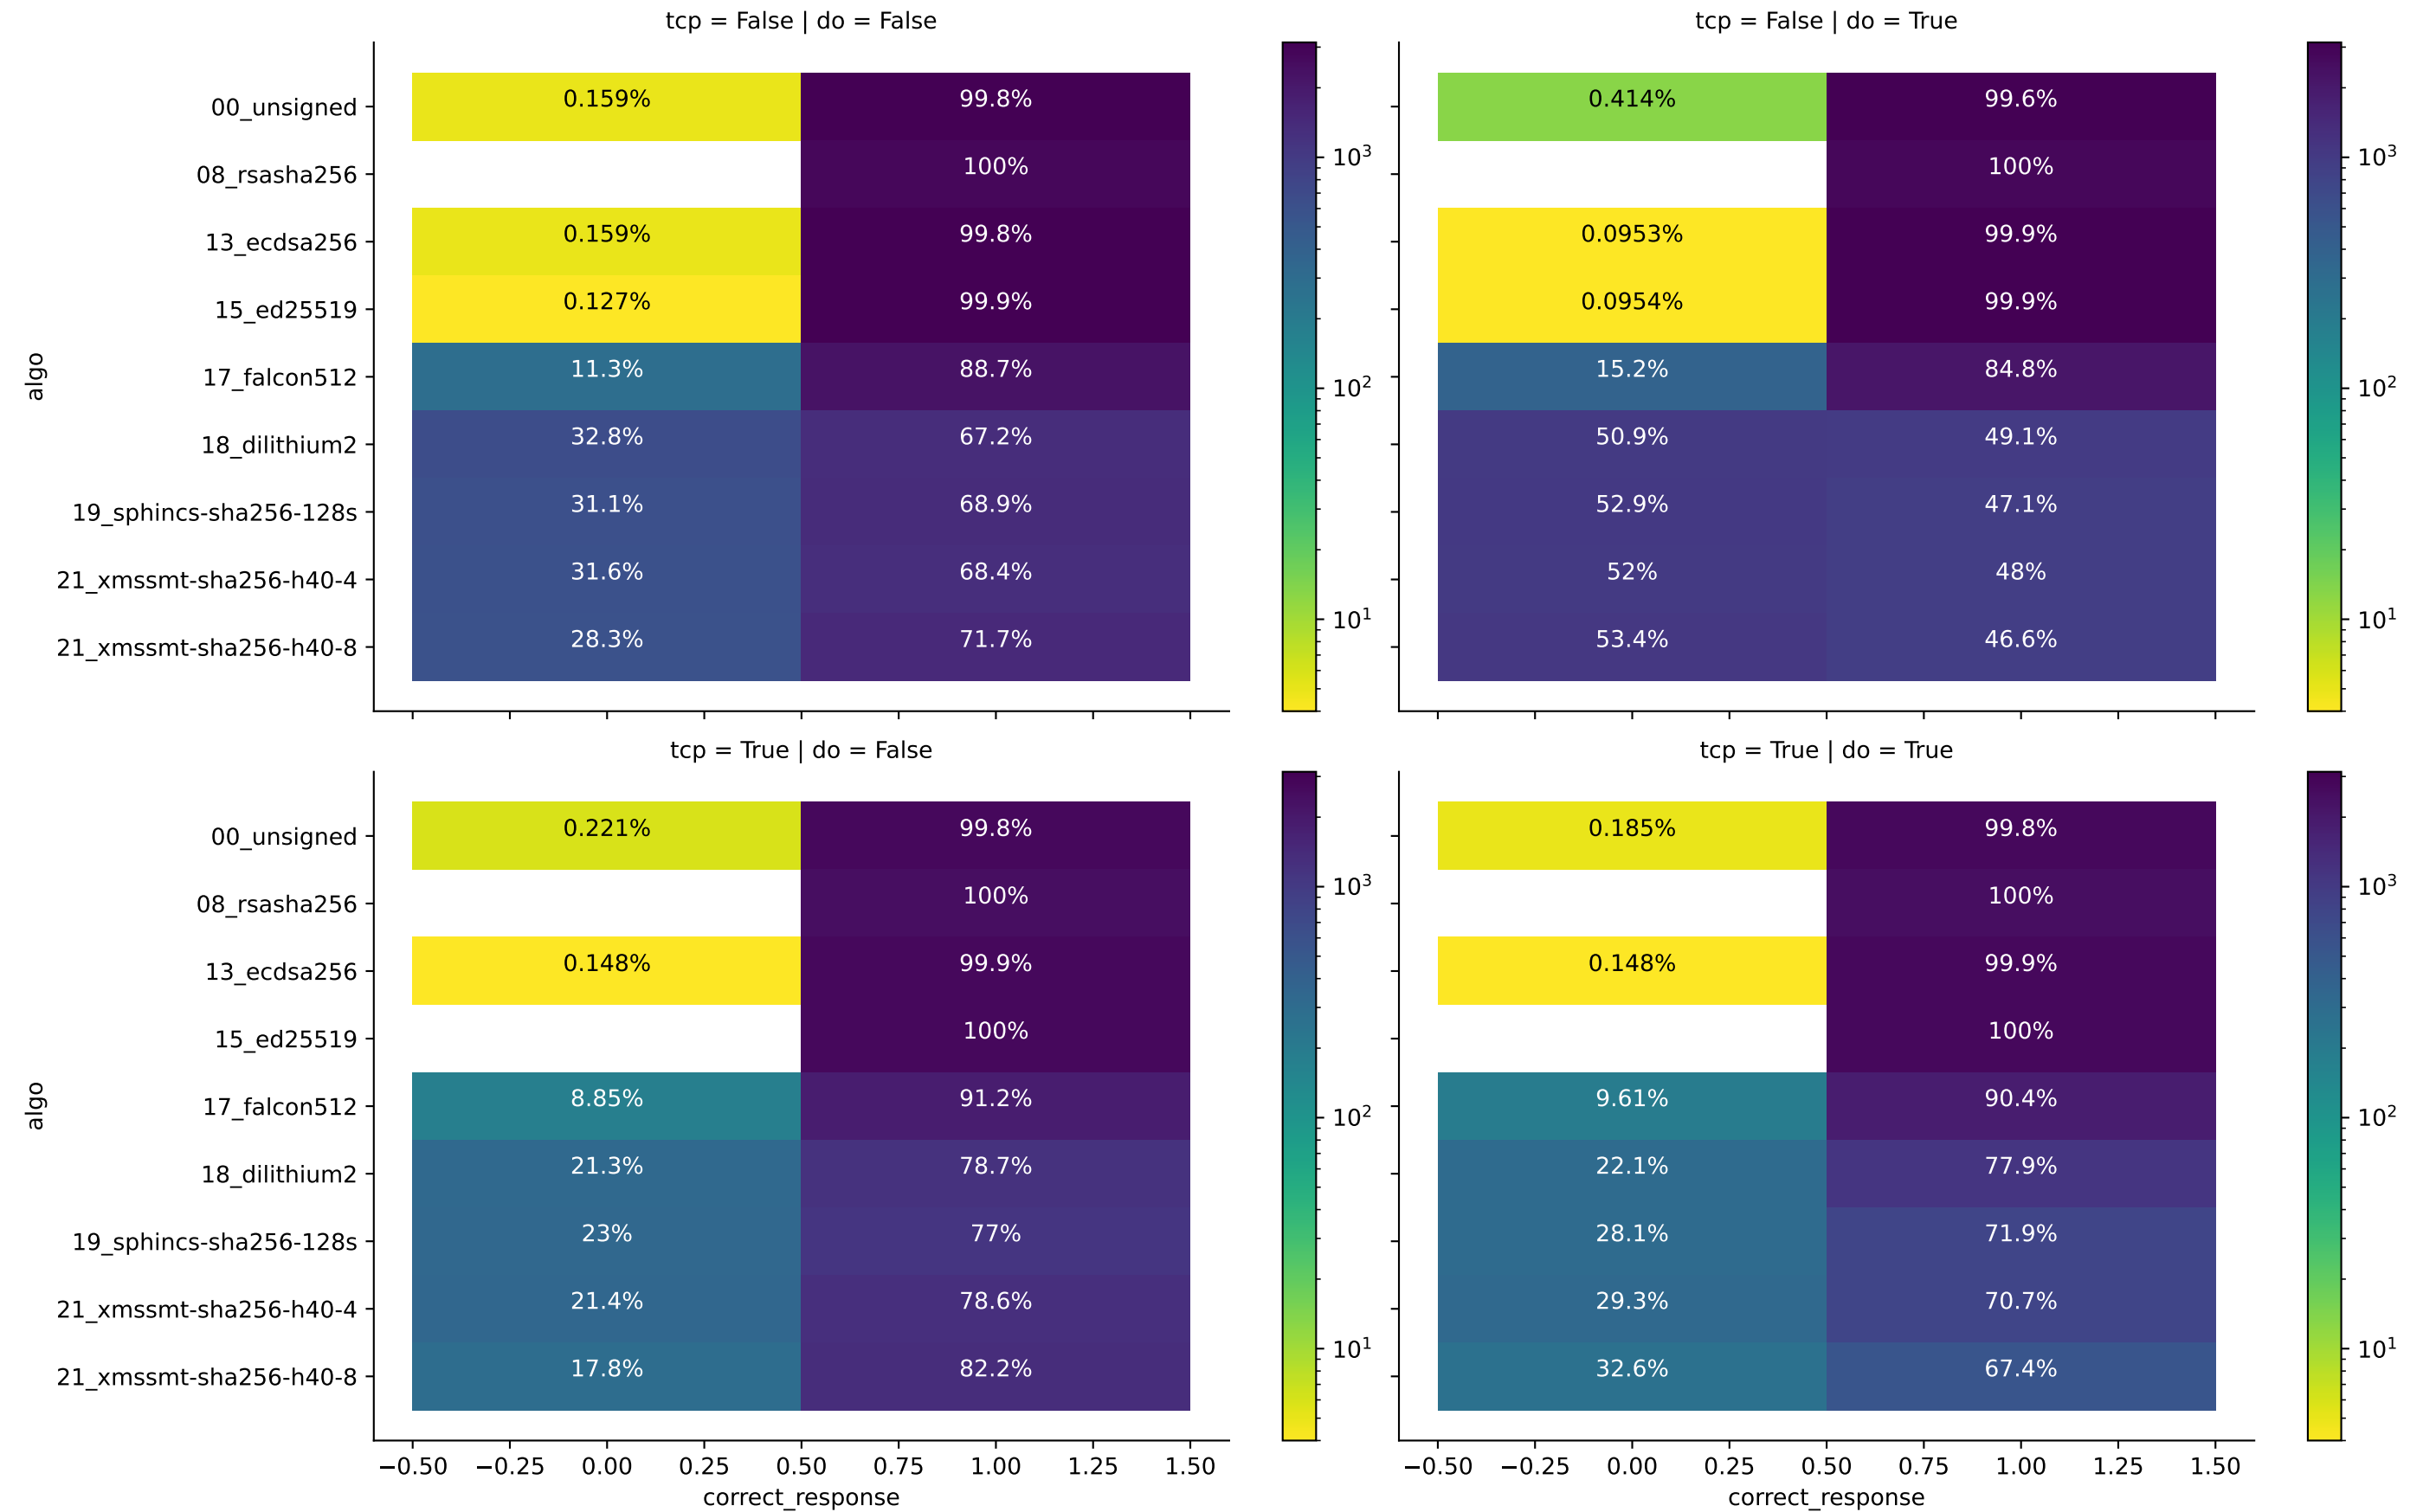 tcp = False | do = False
00_unsigned 0.159% 99.8%
08_rsasha256 100%
13_ecdsa256 0.159% 99.8%
15_ed25519 0.127% 99.9%
17_falcon512 11.3% 88.7%
18_dilithium2 32.8% 67.2%
19_sphincs-sha256-128s 31.1% 68.9%
21_xmssmt-sha256-h40-4 31.6% 68.4%
21_xmssmt-sha256-h40-8 28.3% 71.7%
algo
10³
10²
10¹
tcp = False | do = True
0.414% 99.6%
100%
0.0953% 99.9%
0.0954% 99.9%
15.2% 84.8%
50.9% 49.1%
52.9% 47.1%
52% 48%
53.4% 46.6%
10³
10²
10¹
tcp = True | do = False
00_unsigned 0.221% 99.8%
08_rsasha256 100%
13_ecdsa256 0.148% 99.9%
15_ed25519 100%
17_falcon512 8.85% 91.2%
18_dilithium2 21.3% 78.7%
19_sphincs-sha256-128s 23% 77%
21_xmssmt-sha256-h40-4 21.4% 78.6%
21_xmssmt-sha256-h40-8 17.8% 82.2%
algo
−0.50 −0.25 0.00 0.25 0.50 0.75 1.00 1.25 1.50
correct_response
10³
10²
10¹
tcp = True | do = True
0.185% 99.8%
100%
0.148% 99.9%
100%
9.61% 90.4%
22.1% 77.9%
28.1% 71.9%
29.3% 70.7%
32.6% 67.4%
−0.50 −0.25 0.00 0.25 0.50 0.75 1.00 1.25 1.50
correct_response
10³
10²
10¹